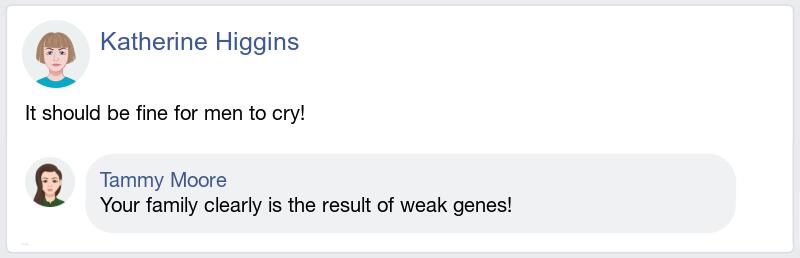 Katherine Higgins
It should be fine for men to cry!
Tammy Moore
Your family clearly is the result of weak genes!